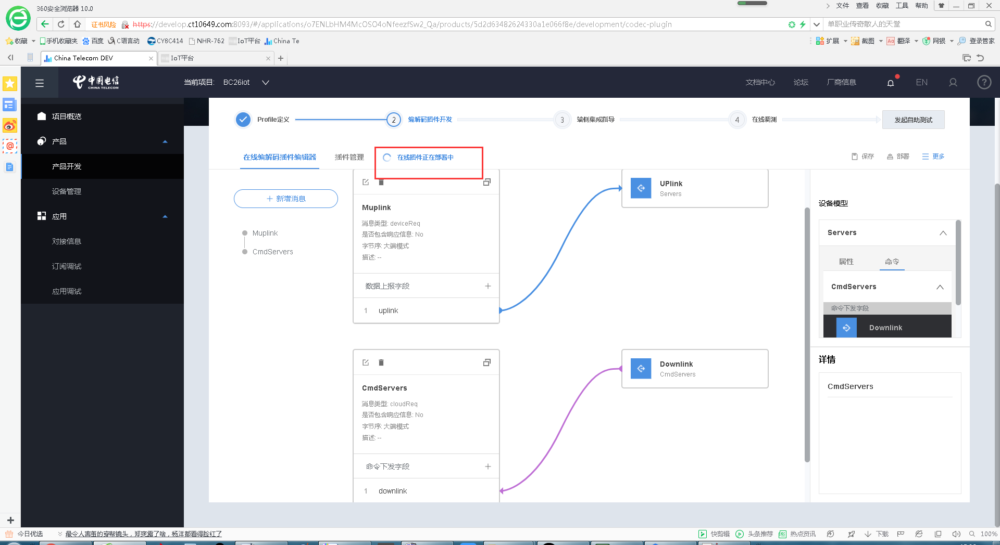 360安全浏览器 10.0
文件 查看 收藏 工具 帮助
证书风险 https://develop.ct10649.com:8093/#/applications/o7ENLbHM4McOSO4oNfeezfSw2_Qa/products/5d2d63482624330a1e066f8e/development/codec-plugin
单职业传奇散人的天堂
收藏 手机收藏夹 百度 C语言动 CY8C414 NHR-762 IoT平台 China Te
扩展 截图 翻译 网银 登录管家
China Telecom DEV
IoT平台
中国电信
CHINA TELECOM
当前项目: BC26iot
文档中心 论坛 厂商信息 EN
项目概览
产品
产品开发
设备管理
应用
对接信息
订阅调试
应用调试
Profile定义
2 编解码插件开发
3 端侧集成指导
4 在线调测
发起自助测试
在线编解码插件编辑器 插件管理 在线插件正在部署中
保存 部署 更多
+ 新增消息
Muplink
CmdServers
Muplink
消息类型: deviceReq
是否包含响应信息: No
字节序: 大端模式
描述: --
数据上报字段
1 uplink
UPlink
Servers
CmdServers
消息类型: cloudReq
是否包含响应信息: No
字节序: 大端模式
描述: --
命令下发字段
1 downlink
Downlink
CmdServers
设备模型
Servers
属性 命令
CmdServers
命令下发字段
Downlink
详情
CmdServers
今日优选 最令人害羞的穿帮镜头，郑爽露了啥，杨洋都看得脸红了
快剪辑 头条推荐 热点资讯 下载 100%